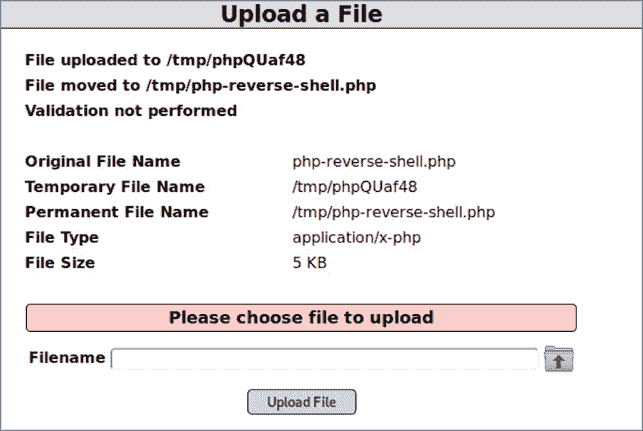 Upload a File
File uploaded to /tmp/phpQUaf48
File moved to /tmp/php-reverse-shell.php
Validation not performed
Original File Name php-reverse-shell.php
Temporary File Name /tmp/phpQUaf48
Permanent File Name /tmp/php-reverse-shell.php
File Type application/x-php
File Size 5 KB
Please choose file to upload
Filename
Upload File